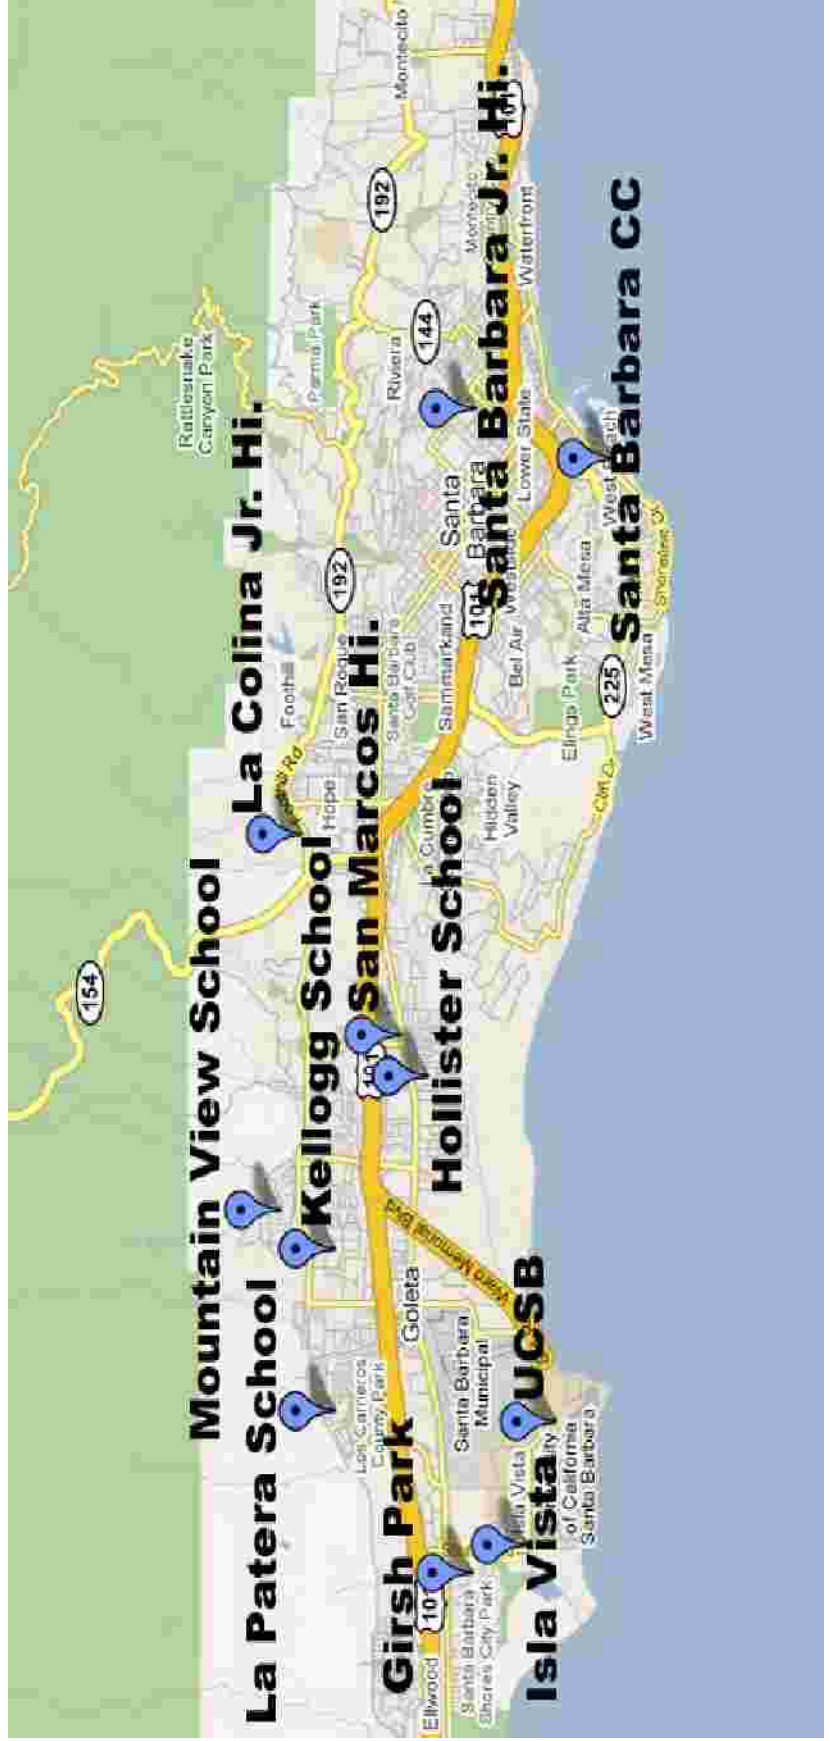 Mountain View School
La Patera School
La Colina Jr. Hi.
Kellogg School
San Marcos Hi.
Hollister School
Girsh Park
Isla Vista
UCSB
Santa Barbara Jr. Hi.
Santa Barbara CC
154
192
192
144
101
101
101
101
225
Rattlesnake
Canyon Park
Parma Park
Montecito
Riviera
Waterfront
Lower State
Santa
Barbara
Foothill
San Roque
Santa Barbara
Golf Club
Hope
Samarkand
Bel Air
Westside
Alta Mesa
Elings Park
West Mesa
Shoreline Dr
Cliff Dr
Hidden
Valley
Cumbre
Ward Memorial Blvd
Goleta
Los Carneros
County Park
Santa Barbara
Municipal
of California
Santa Barbara
Isla Vista
Santa Barbara
Shores City Park
Ellwood